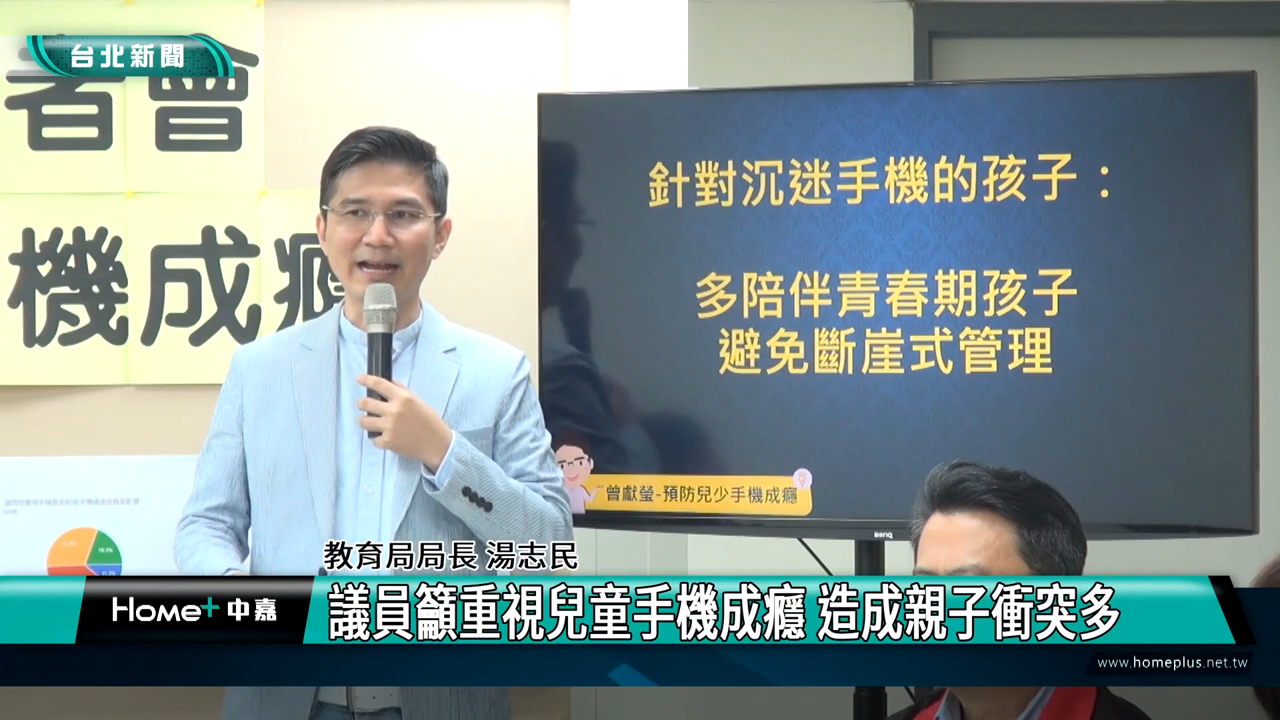 台北新聞
者會
機成癮
針對沉迷手機的孩子：
多陪伴青春期孩子
避免斷崖式管理
曾獻瑩-預防兒少手機成癮
BenQ
教育局局長 湯志民
Home+ 中嘉
議員籲重視兒童手機成癮 造成親子衝突多
www.homeplus.net.tw